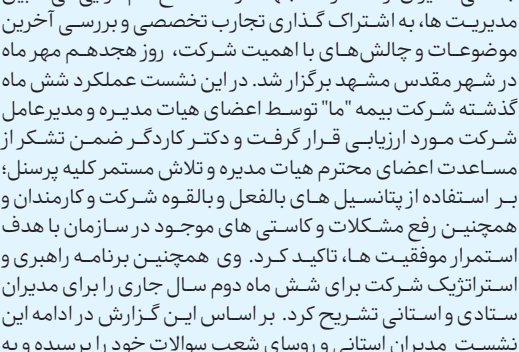 مدیریت ها، به اشتراک گذاری تجارب تخصصی و بررسی آخرین
موضوعات و چالش‌های با اهمیت شرکت، روز هجدهم مهر ماه
در شهر مقدس مشهد برگزار شد. در این نشست عملکرد شش ماه
گذشته شرکت بیمه "ما" توسط اعضای هیات مدیره و مدیرعامل
شرکت مورد ارزیابی قرار گرفت و دکتر کاردگر ضمن تشکر از
مساعدت اعضای محترم هیات مدیره و تلاش مستمر کلیه پرسنل؛
بر استفاده از پتانسیل های بالفعل و بالقوه شرکت و کارمندان و
همچنین رفع مشکلات و کاستی های موجود در سازمان با هدف
استمرار موفقیت ها، تاکید کرد. وی همچنین برنامه راهبری و
استراتژیک شرکت برای شش ماه دوم سال جاری را برای مدیران
ستادی و استانی تشریح کرد. بر اساس این گزارش در ادامه این
نشست مدیران استانی و روسای شعب سوالات خود را پرسیده و به